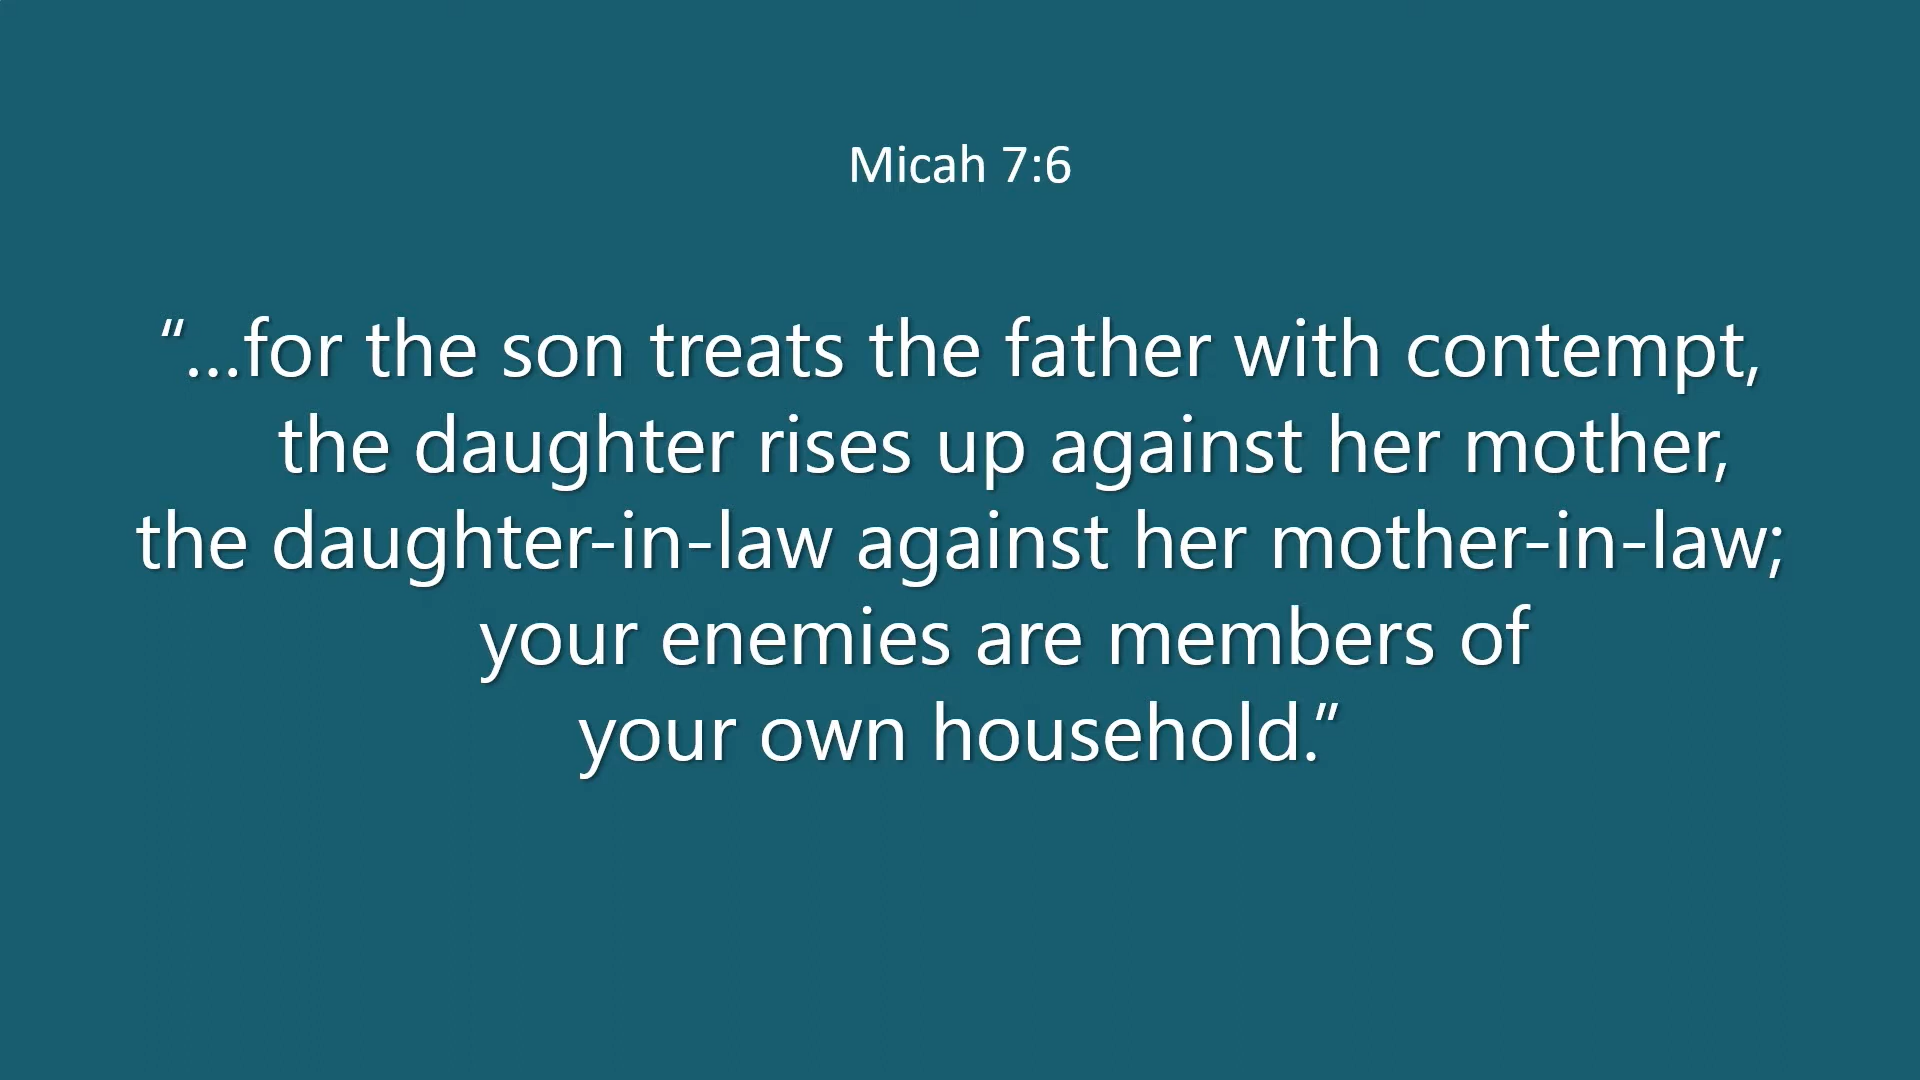 Micah 7:6
“…for the son treats the father with contempt,
the daughter rises up against her mother,
the daughter-in-law against her mother-in-law;
your enemies are members of
your own household.”